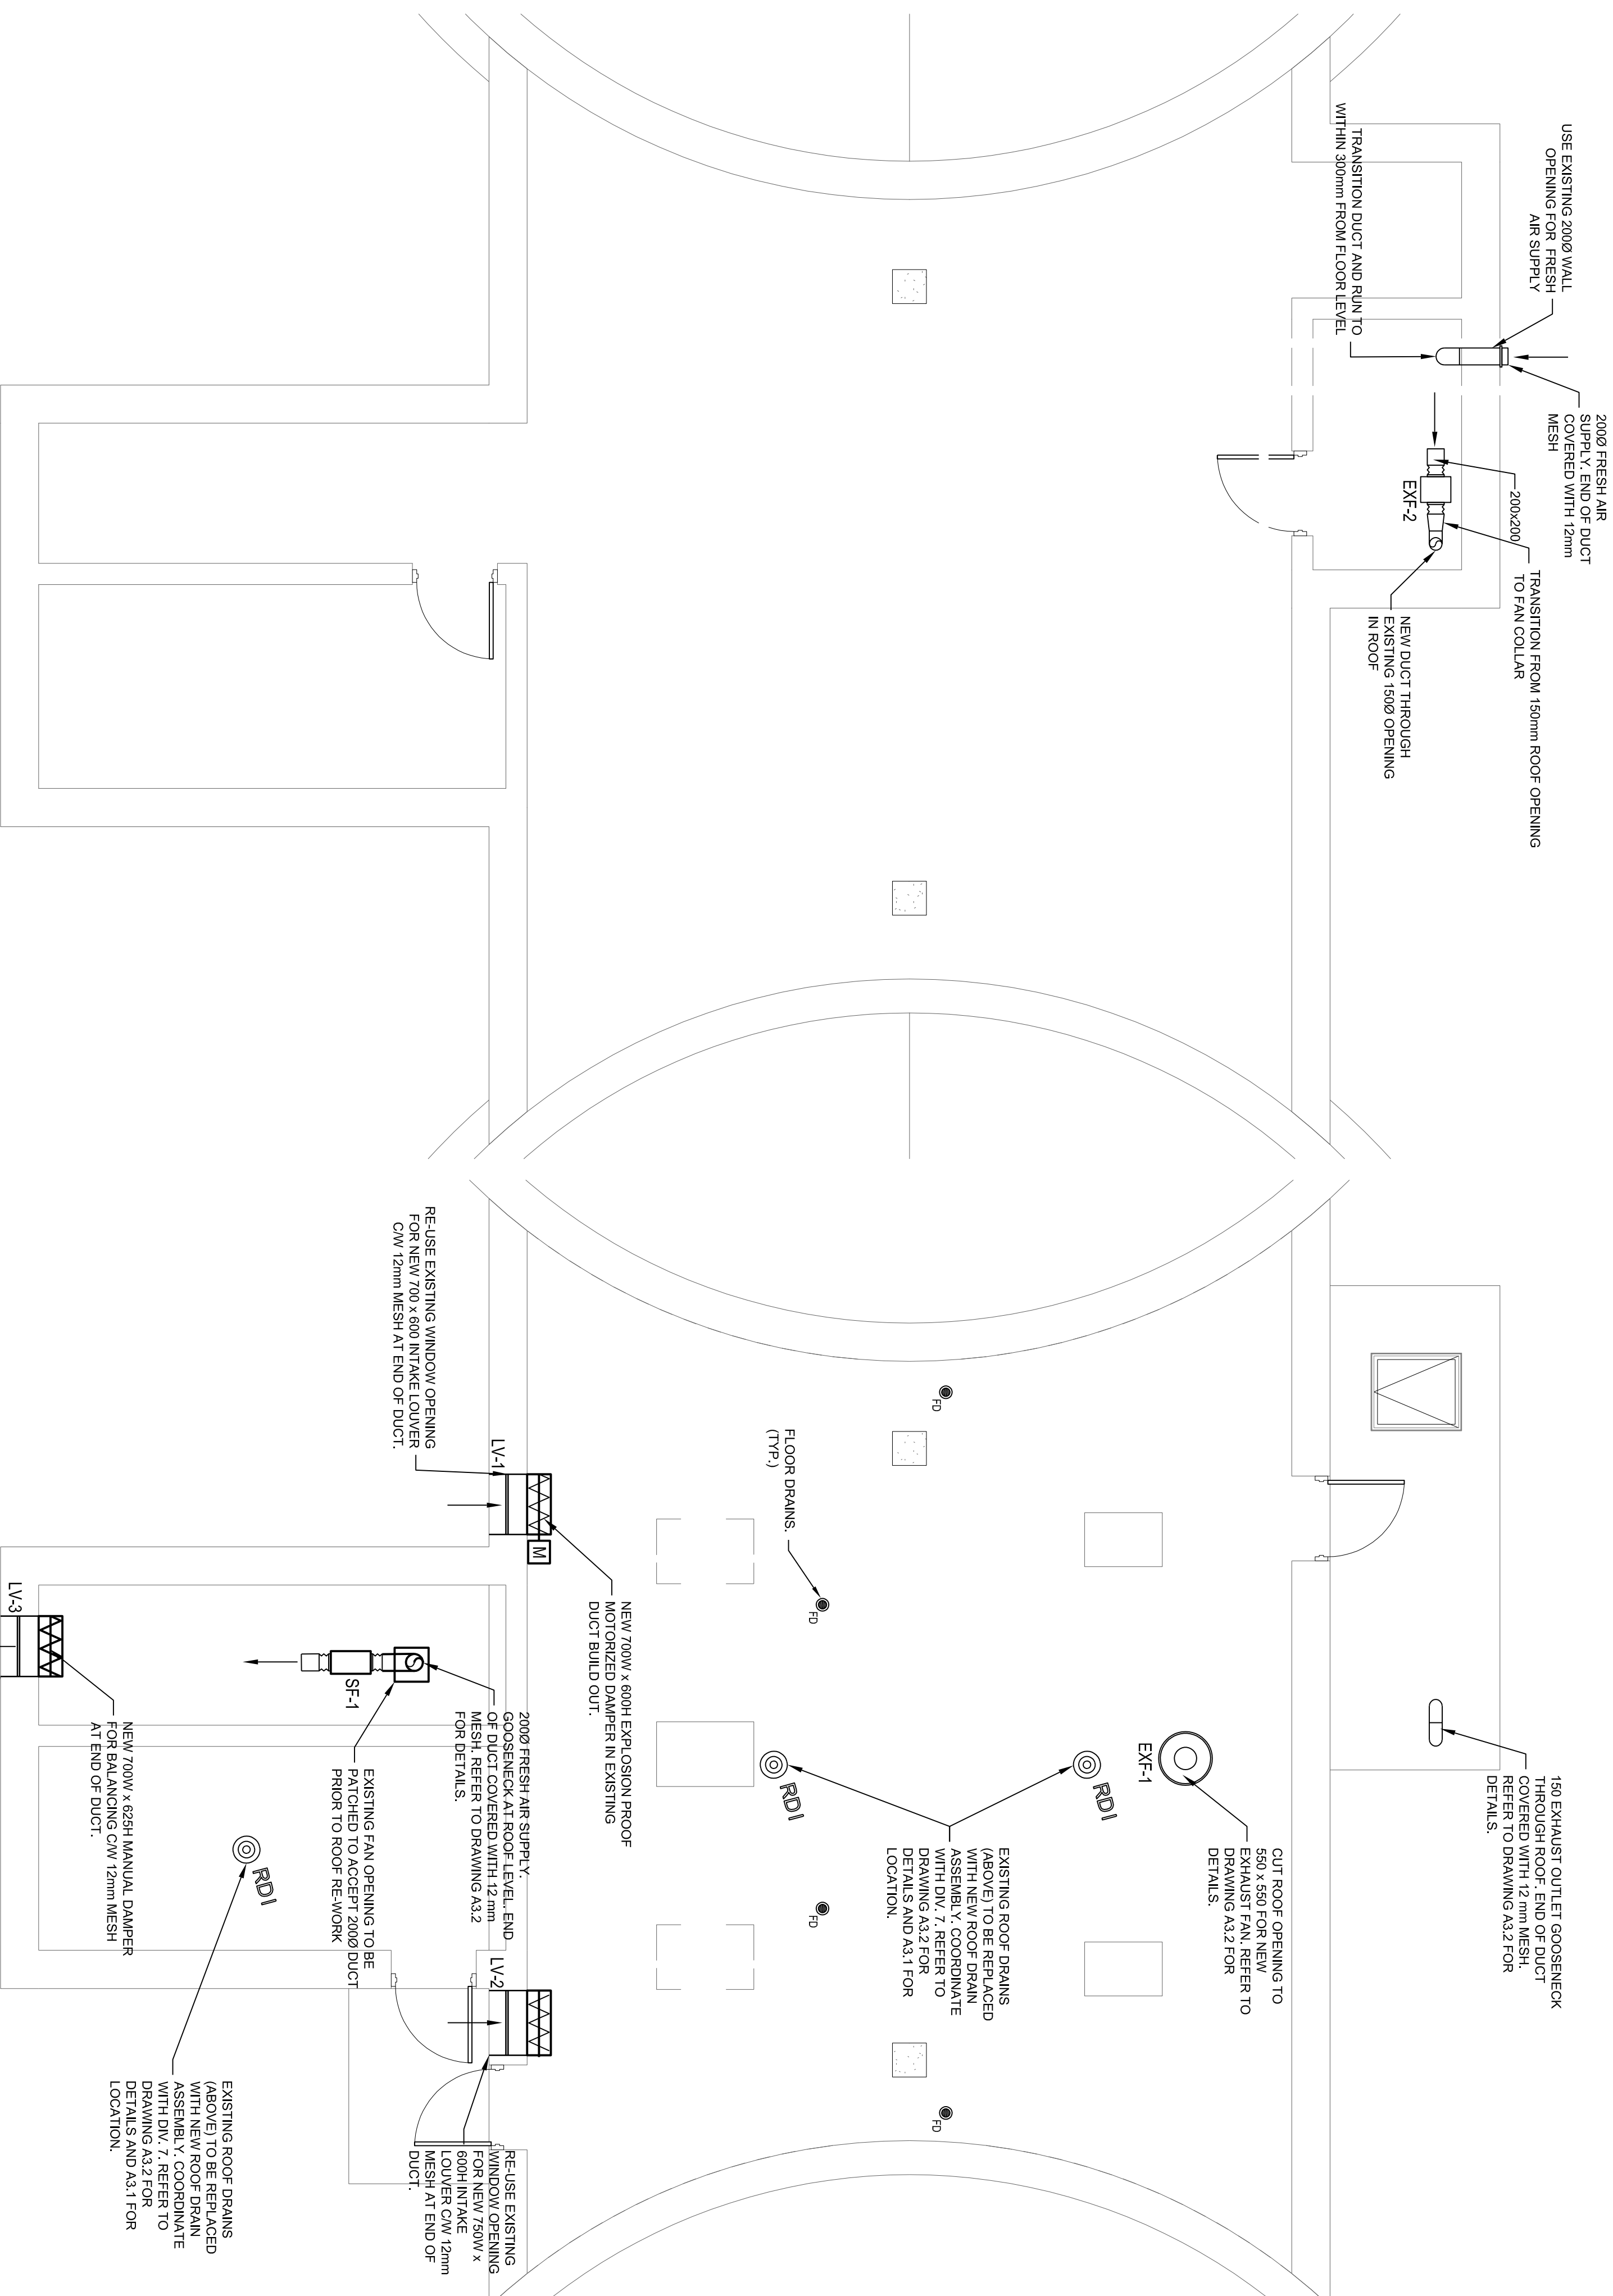 USE EXISTING 200Ø WALL
OPENING FOR FRESH
AIR SUPPLY
TRANSITION DUCT AND RUN TO
WITHIN 300mm FROM FLOOR LEVEL
200Ø FRESH AIR
SUPPLY. END OF DUCT
COVERED WITH 12mm
MESH
200x200
EXF-2
TRANSITION FROM 150mm ROOF OPENING
TO FAN COLLAR
NEW DUCT THROUGH
EXISTING 150Ø OPENING
IN ROOF
150 EXHAUST OUTLET GOOSENECK
THROUGH ROOF. END OF DUCT
COVERED WITH 12 mm MESH.
REFER TO DRAWING A3.2 FOR
DETAILS.
CUT ROOF OPENING TO
550 x 550 FOR NEW
EXHAUST FAN. REFER TO
DRAWING A3.2 FOR
DETAILS.
EXF-1
RDI
RDI
EXISTING ROOF DRAINS
(ABOVE) TO BE REPLACED
WITH NEW ROOF DRAIN
ASSEMBLY. COORDINATE
WITH DIV. 7. REFER TO
DRAWING A3.2 FOR
DETAILS AND A3.1 FOR
LOCATION.
FD
FD
FD
FD
FLOOR DRAINS.
(TYP.)
NEW 700W x 600H EXPLOSION PROOF
MOTORIZED DAMPER IN EXISTING
DUCT BUILD OUT.
M
LV-1
RE-USE EXISTING WINDOW OPENING
FOR NEW 700 x 600 INTAKE LOUVER
C/W 12mm MESH AT END OF DUCT.
200Ø FRESH AIR SUPPLY.
GOOSENECK AT ROOF LEVEL. END
OF DUCT COVERED WITH 12 mm
MESH. REFER TO DRAWING A3.2
FOR DETAILS.
SF-1
EXISTING FAN OPENING TO BE
PATCHED TO ACCEPT 200Ø DUCT
PRIOR TO ROOF RE-WORK
LV-2
RE-USE EXISTING
WINDOW OPENING
FOR NEW 750W x
600H INTAKE
LOUVER C/W 12mm
MESH AT END OF
DUCT.
RDI
EXISTING ROOF DRAINS
(ABOVE) TO BE REPLACED
WITH NEW ROOF DRAIN
ASSEMBLY. COORDINATE
WITH DIV. 7. REFER TO
DRAWING A3.2 FOR
DETAILS AND A3.1 FOR
LOCATION.
LV-3
NEW 700W x 625H MANUAL DAMPER
FOR BALANCING C/W 12mm MESH
AT END OF DUCT.